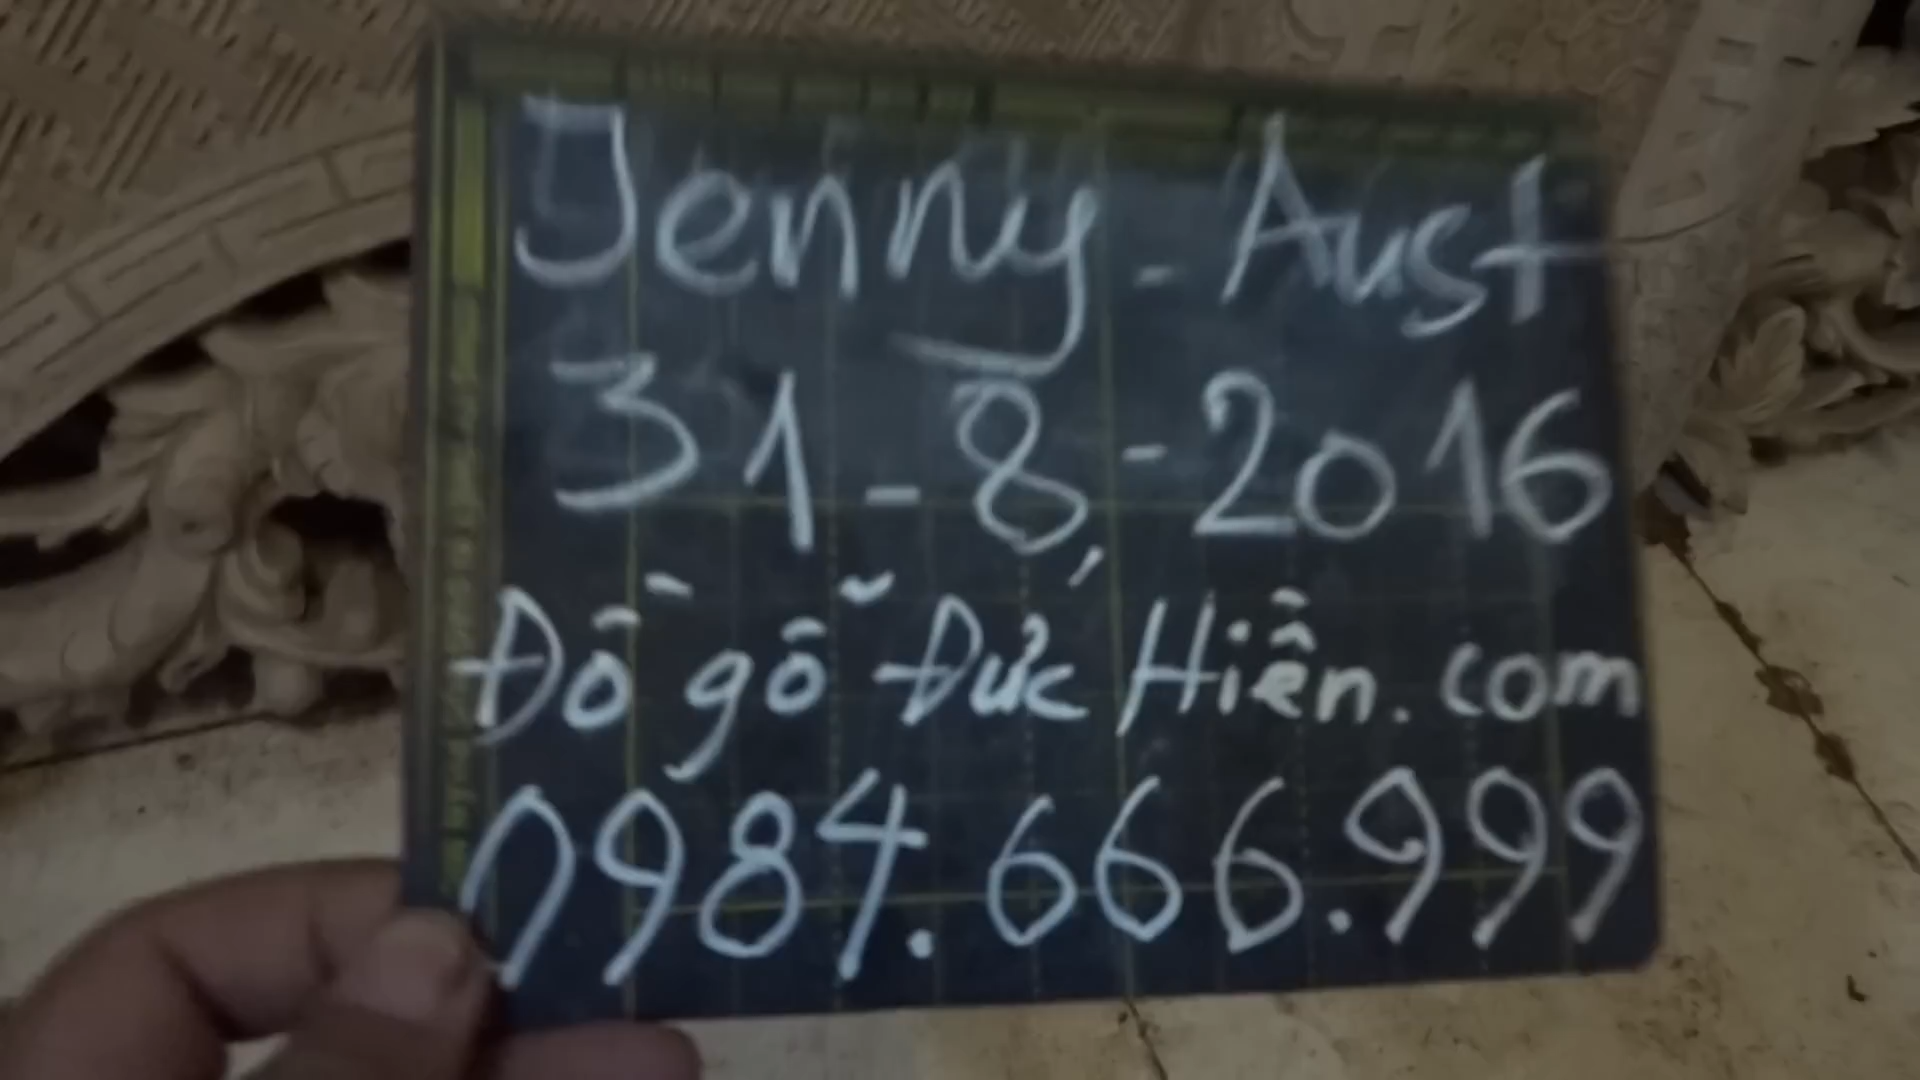 Jenny - Aust
31 - 8 - 2016
Đồ gỗ Đức Hiền.com
0984.666.999